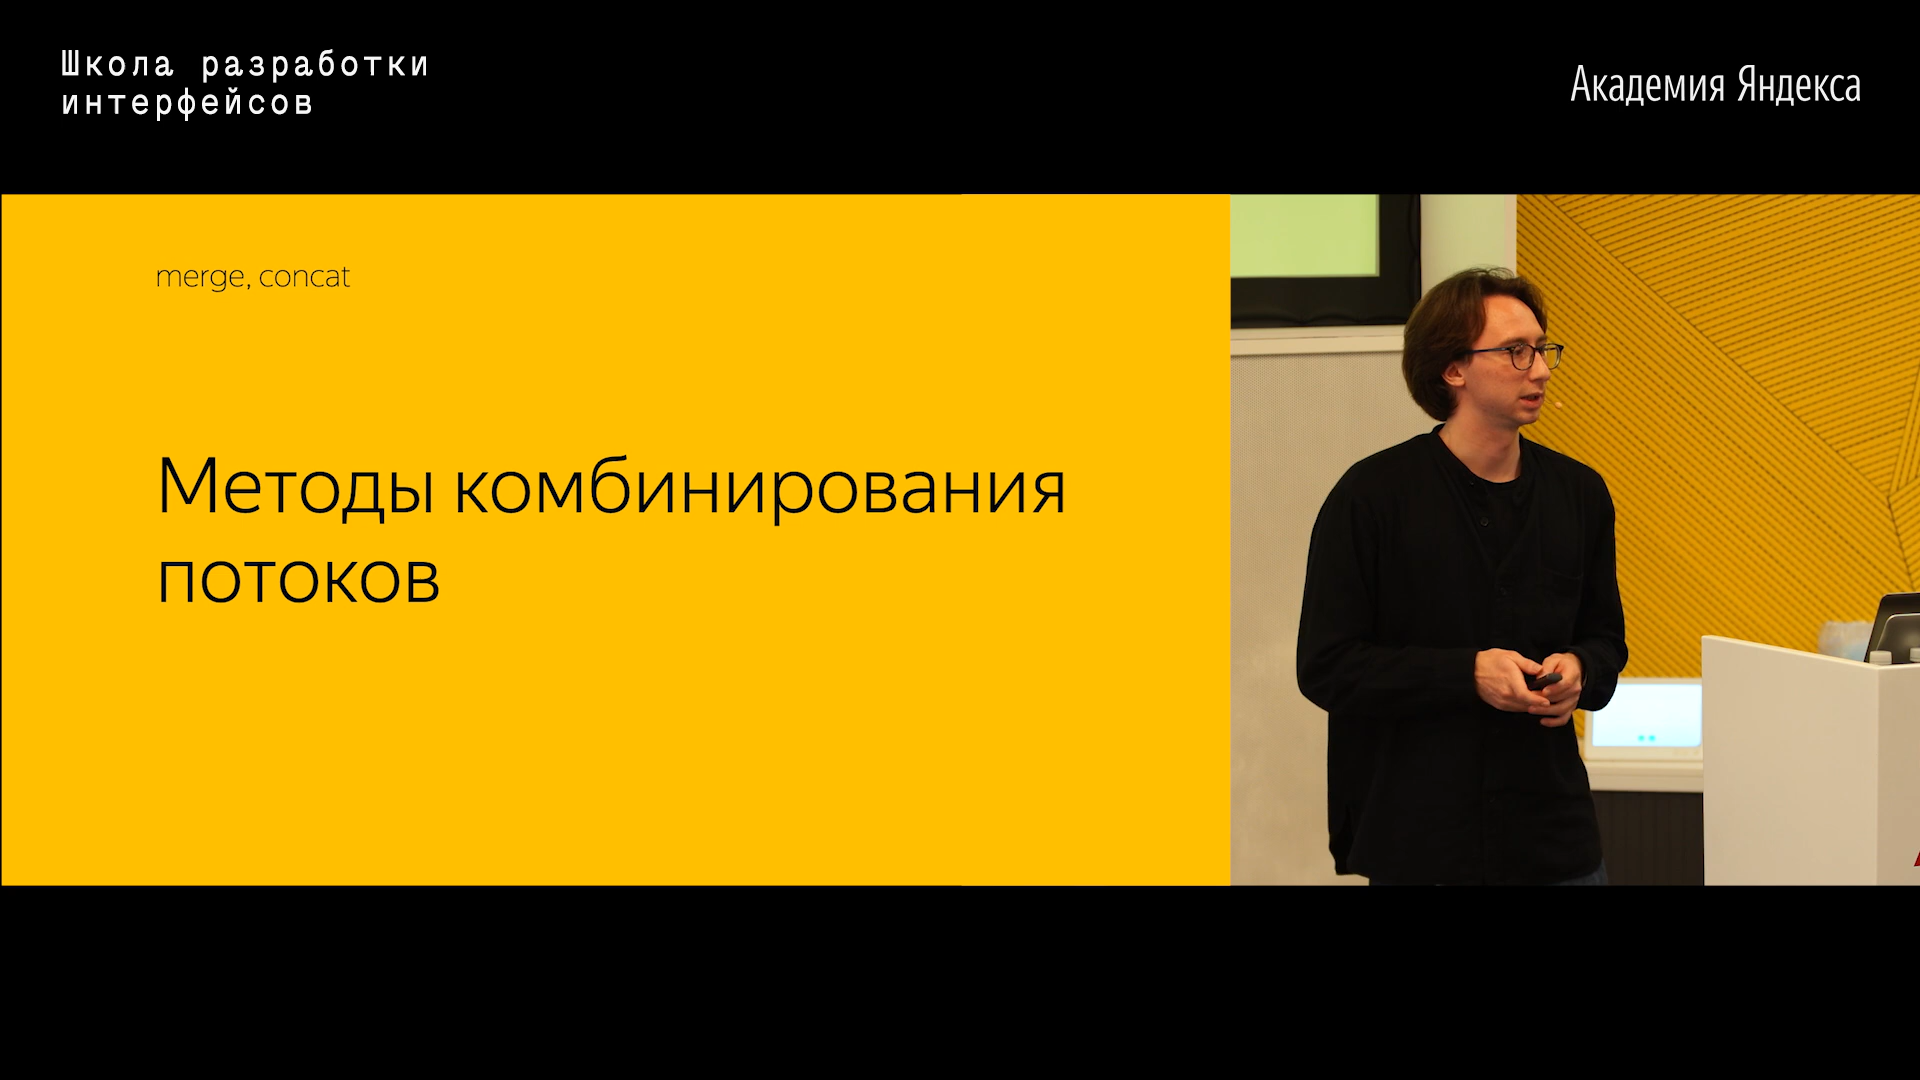 Школа разработки
интерфейсов
Академия Яндекса
merge, concat
Методы комбинирования
потоков